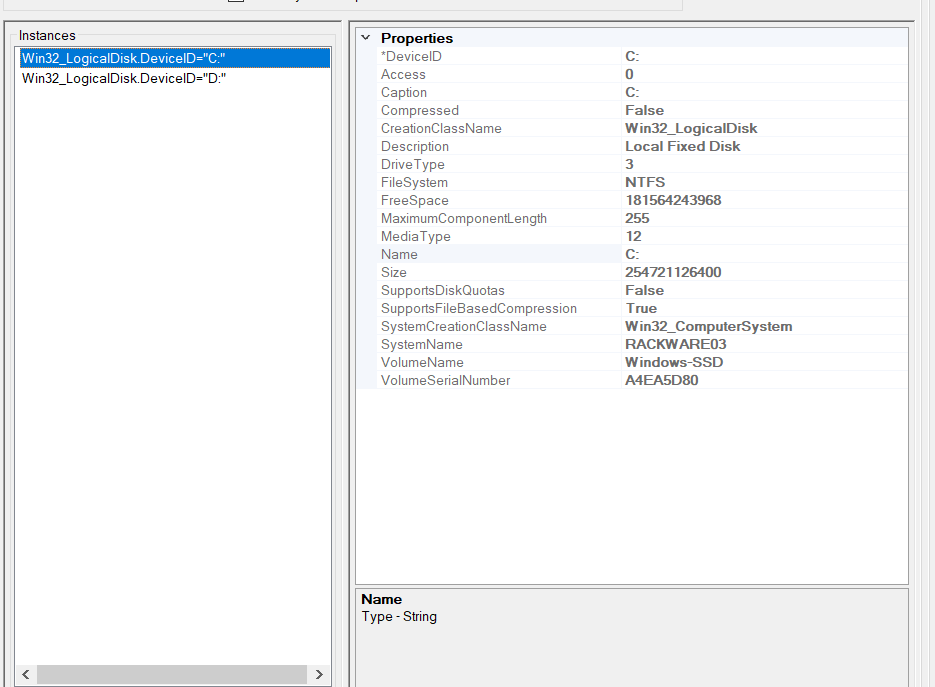 Instances
Win32_LogicalDisk.DeviceID="C:"
Win32_LogicalDisk.DeviceID="D:"
Properties
*DeviceID C:
Access 0
Caption C:
Compressed False
CreationClassName Win32_LogicalDisk
Description Local Fixed Disk
DriveType 3
FileSystem NTFS
FreeSpace 181564243968
MaximumComponentLength 255
MediaType 12
Name C:
Size 254721126400
SupportsDiskQuotas False
SupportsFileBasedCompression True
SystemCreationClassName Win32_ComputerSystem
SystemName RACKWARE03
VolumeName Windows-SSD
VolumeSerialNumber A4EA5D80
Name
Type - String